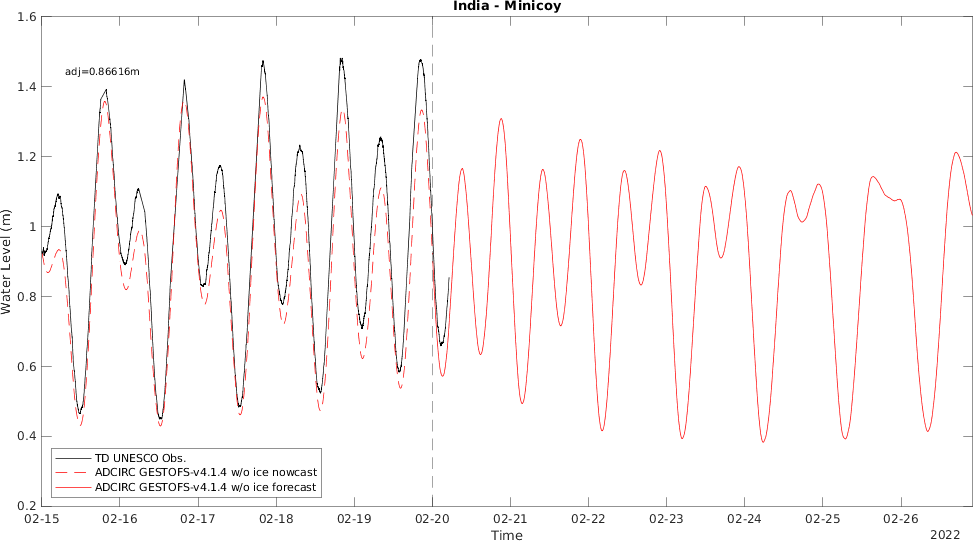 India - Minicoy
1.6
1.4
1.2
1
0.8
0.6
0.4
0.2
Water Level (m)
adj=0.86616m
TD UNESCO Obs.
ADCIRC GESTOFS-v4.1.4 w/o ice nowcast
ADCIRC GESTOFS-v4.1.4 w/o ice forecast
02-15 02-16 02-17 02-18 02-19 02-20 02-21 02-22 02-23 02-24 02-25 02-26
Time
2022